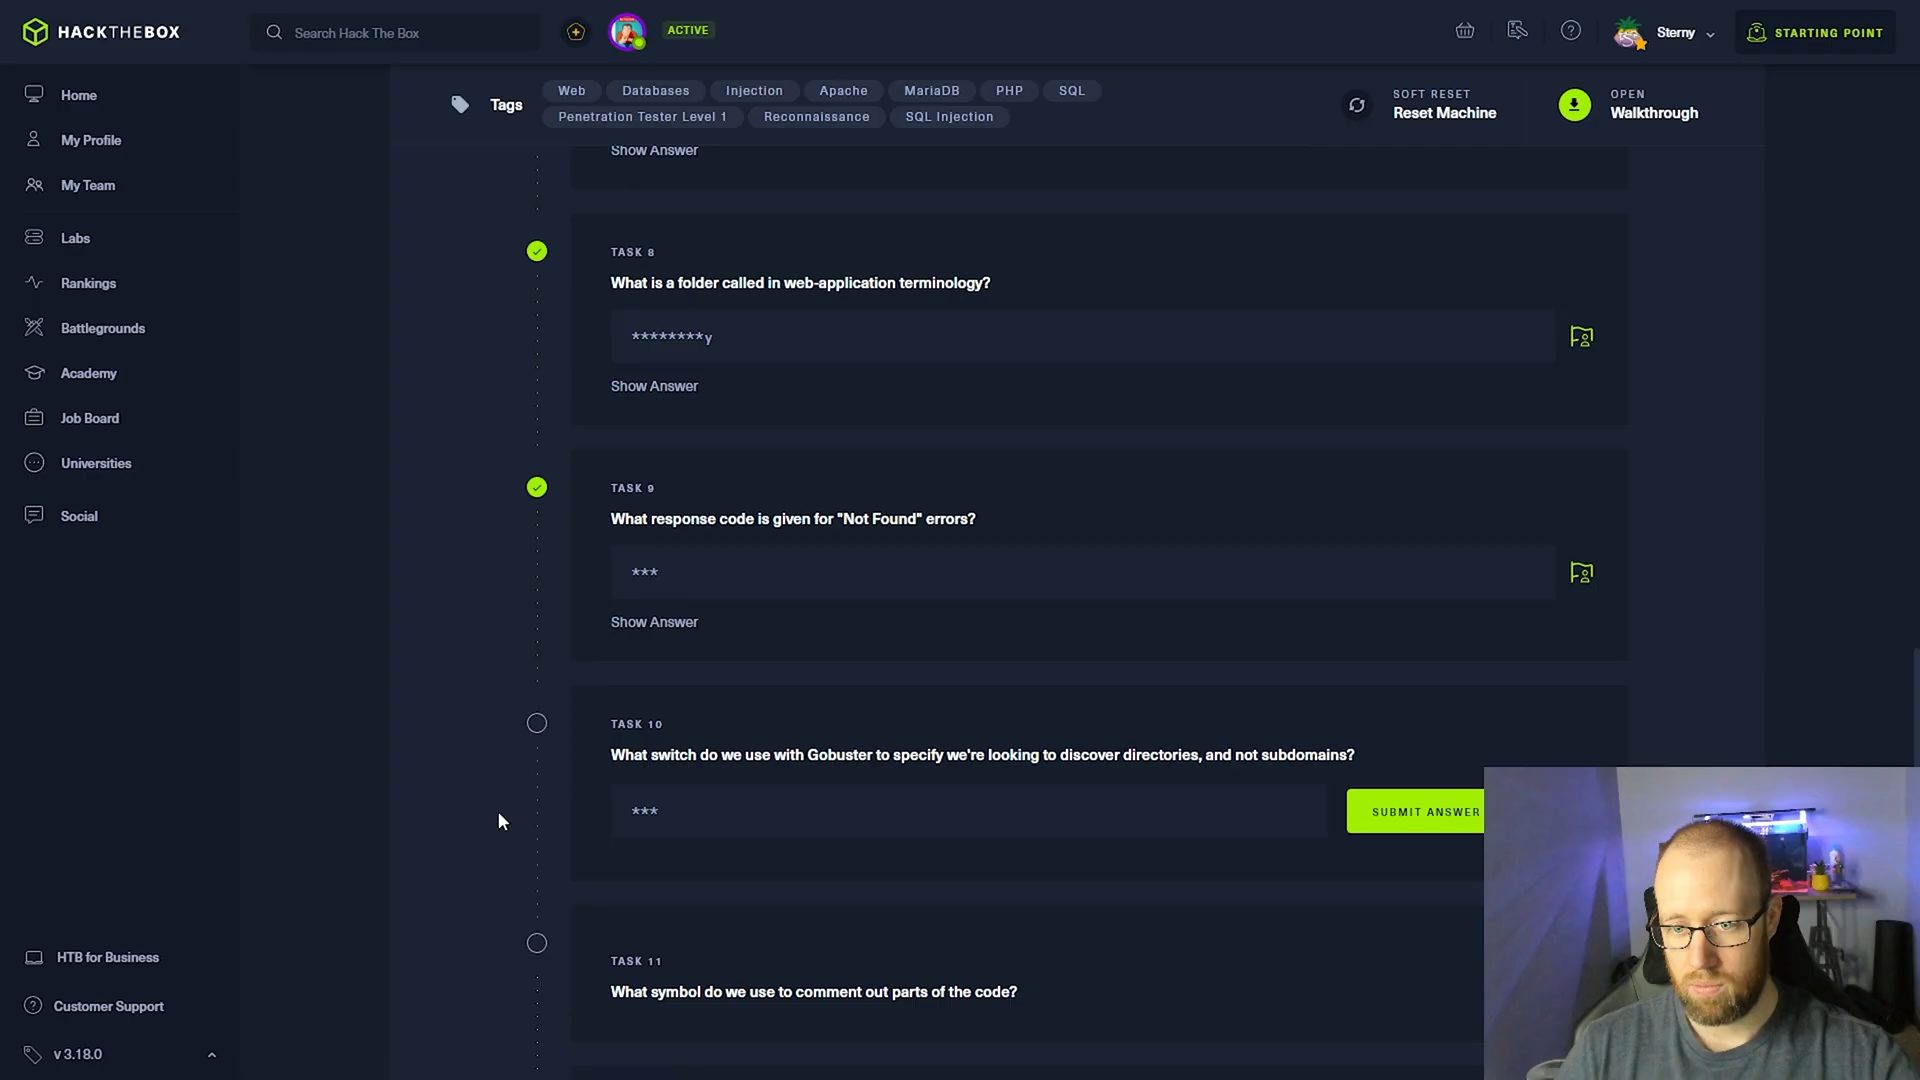 HACKTHEBOX
Search Hack The Box
ACTIVE
Sterny
STARTING POINT
Home
My Profile
My Team
Labs
Rankings
Battlegrounds
Academy
Job Board
Universities
Social
HTB for Business
Customer Support
v 3.18.0
Tags
Web
Databases
Injection
Apache
MariaDB
PHP
SQL
Penetration Tester Level 1
Reconnaissance
SQL Injection
SOFT RESET
Reset Machine
OPEN
Walkthrough
Show Answer
TASK 8
What is a folder called in web-application terminology?
********y
Show Answer
TASK 9
What response code is given for "Not Found" errors?
***
Show Answer
TASK 10
What switch do we use with Gobuster to specify we're looking to discover directories, and not subdomains?
***
SUBMIT ANSWER
TASK 11
What symbol do we use to comment out parts of the code?